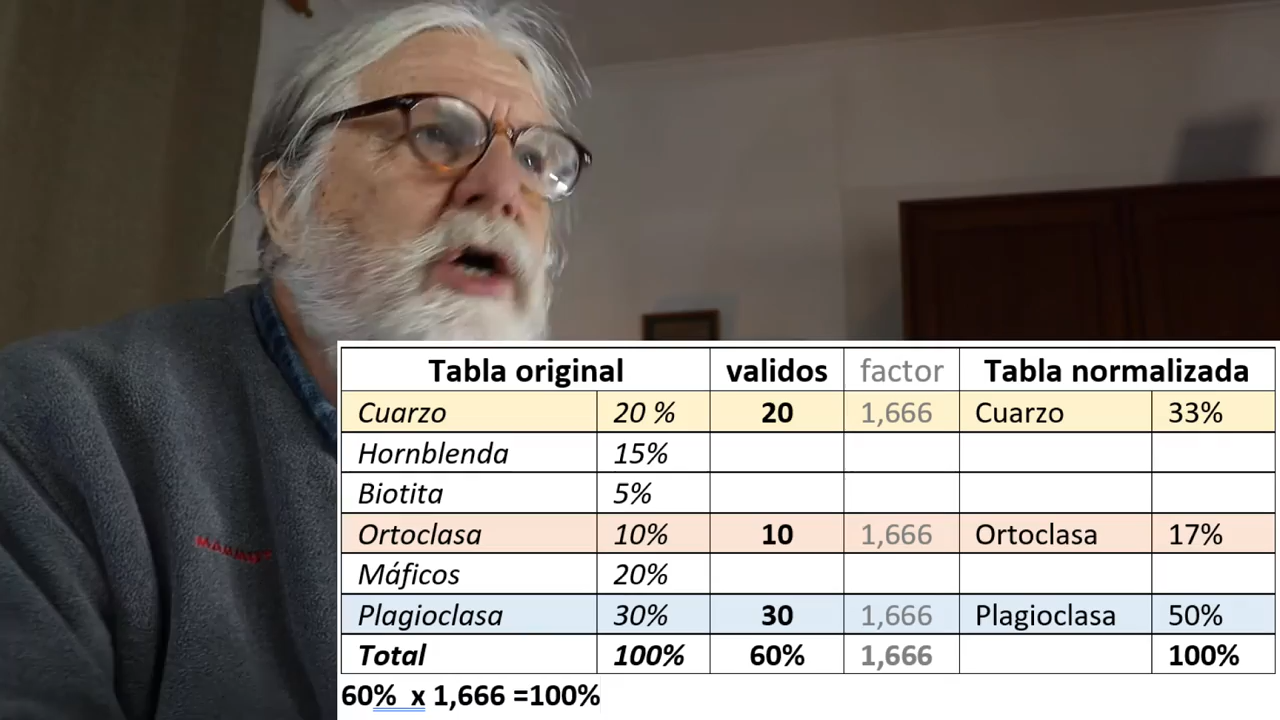 Tabla original validos factor Tabla normalizada
Cuarzo 20 % 20 1,666 Cuarzo 33%
Hornblenda 15%
Biotita 5%
Ortoclasa 10% 10 1,666 Ortoclasa 17%
Máficos 20%
Plagioclasa 30% 30 1,666 Plagioclasa 50%
Total 100% 60% 1,666 100%
60% x 1,666 =100%